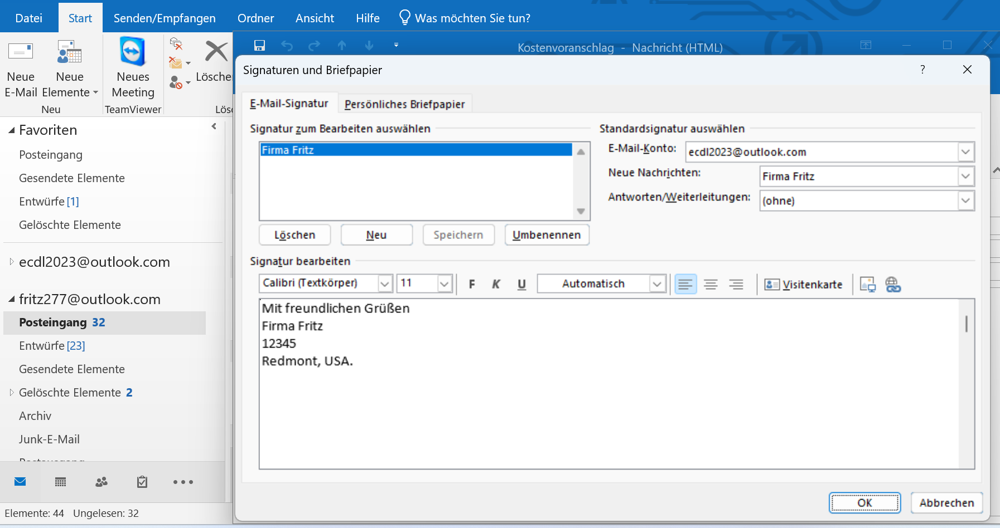 Datei Start Senden/Empfangen Ordner Ansicht Hilfe Was möchten Sie tun?
Kostenvoranschlag - Nachricht (HTML)
Neue
E-Mail
Neue
Elemente
Neues
Meeting
Neu
TeamViewer
Favoriten
Posteingang
Gesendete Elemente
Entwürfe [1]
Gelöschte Elemente
ecdl2023@outlook.com
fritz277@outlook.com
Posteingang 32
Entwürfe [23]
Gesendete Elemente
Gelöschte Elemente 2
Archiv
Junk-E-Mail
Elemente: 44 Ungelesen: 32
Signaturen und Briefpapier ?
E-Mail-Signatur Persönliches Briefpapier
Signatur zum Bearbeiten auswählen
Firma Fritz
Löschen Neu Speichern Umbenennen
Standardsignatur auswählen
E-Mail-Konto: ecdl2023@outlook.com
Neue Nachrichten: Firma Fritz
Antworten/Weiterleitungen: (ohne)
Signatur bearbeiten
Calibri (Textkörper) 11 F K U Automatisch Visitenkarte
Mit freundlichen Grüßen
Firma Fritz
12345
Redmont, USA.
OK Abbrechen